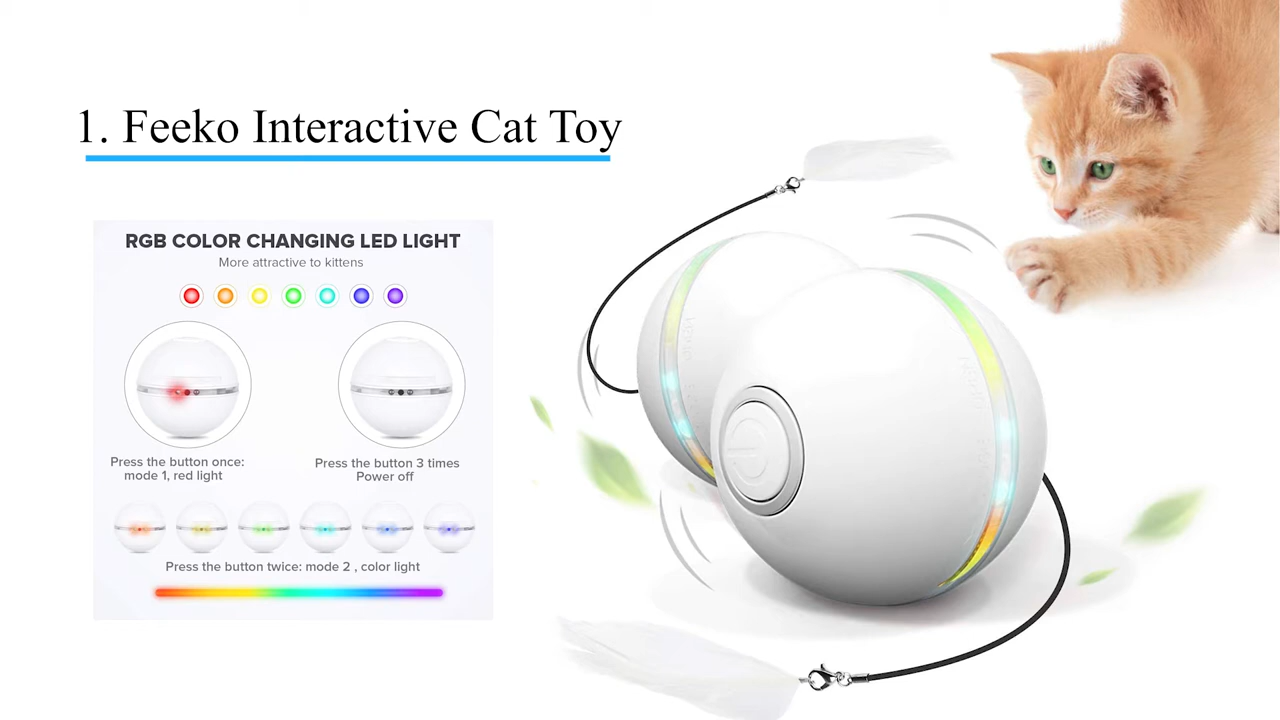 1. Feeko Interactive Cat Toy
RGB COLOR CHANGING LED LIGHT
More attractive to kittens
Press the button once:
mode 1, red light
Press the button 3 times
Power off
Press the button twice: mode 2 , color light